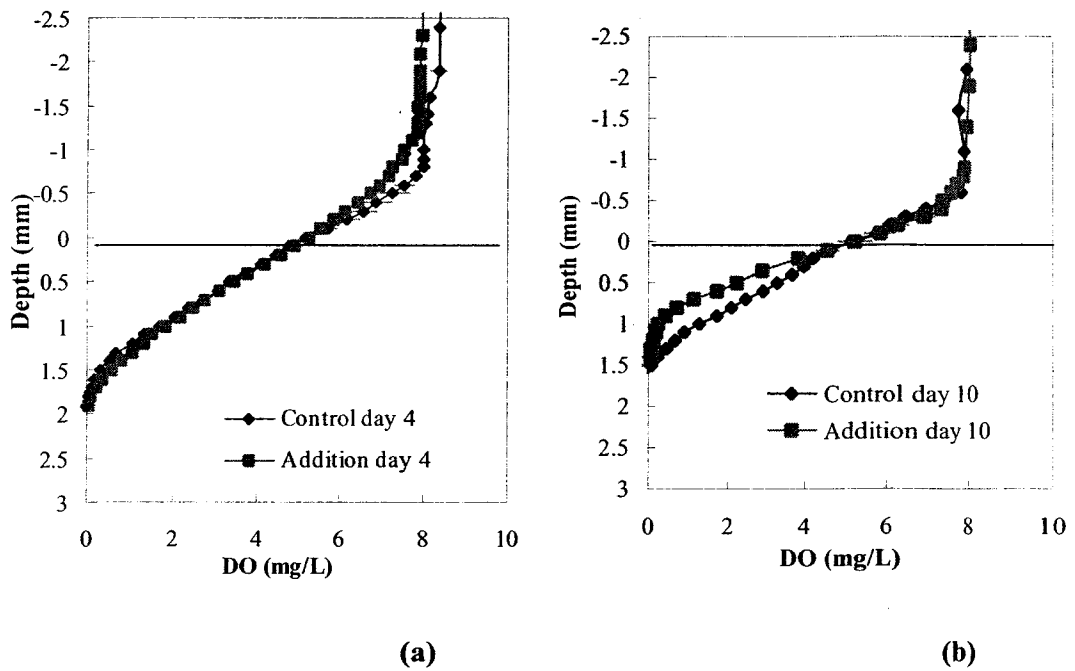 -2.5
-2
-1.5
-1
-0.5
0
0.5
1
1.5
2
2.5
3
Depth (mm)
0 2 4 6 8 10
DO (mg/L)
Control day 4
Addition day 4
(a)
-2.5
-2
-1.5
-1
-0.5
0
0.5
1
1.5
2
2.5
3
Depth (mm)
0 2 4 6 8 10
DO (mg/L)
Control day 10
Addition day 10
(b)